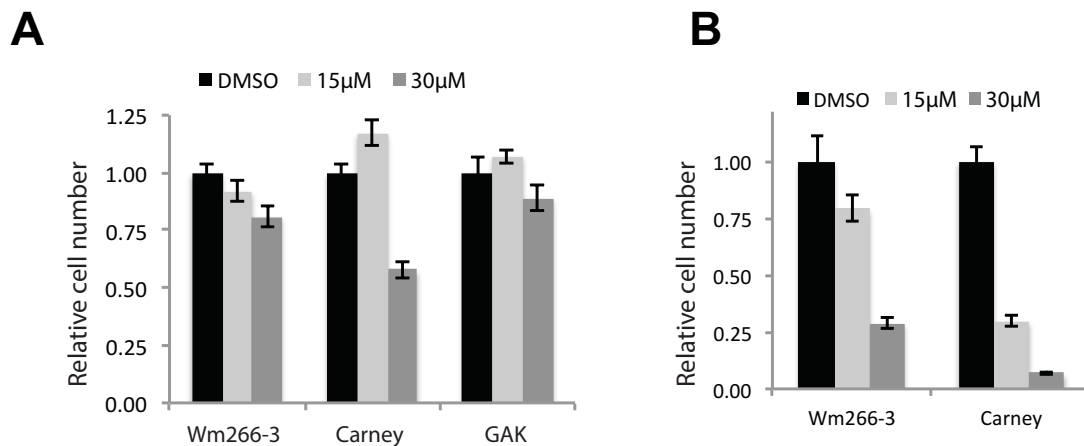 A
DMSO 15µM 30µM
Relative cell number
1.25
1.00
0.75
0.50
0.25
0.00
Wm266-3 Carney GAK
B
DMSO 15µM 30µM
Relative cell number
1.00
0.75
0.50
0.25
0.00
Wm266-3 Carney